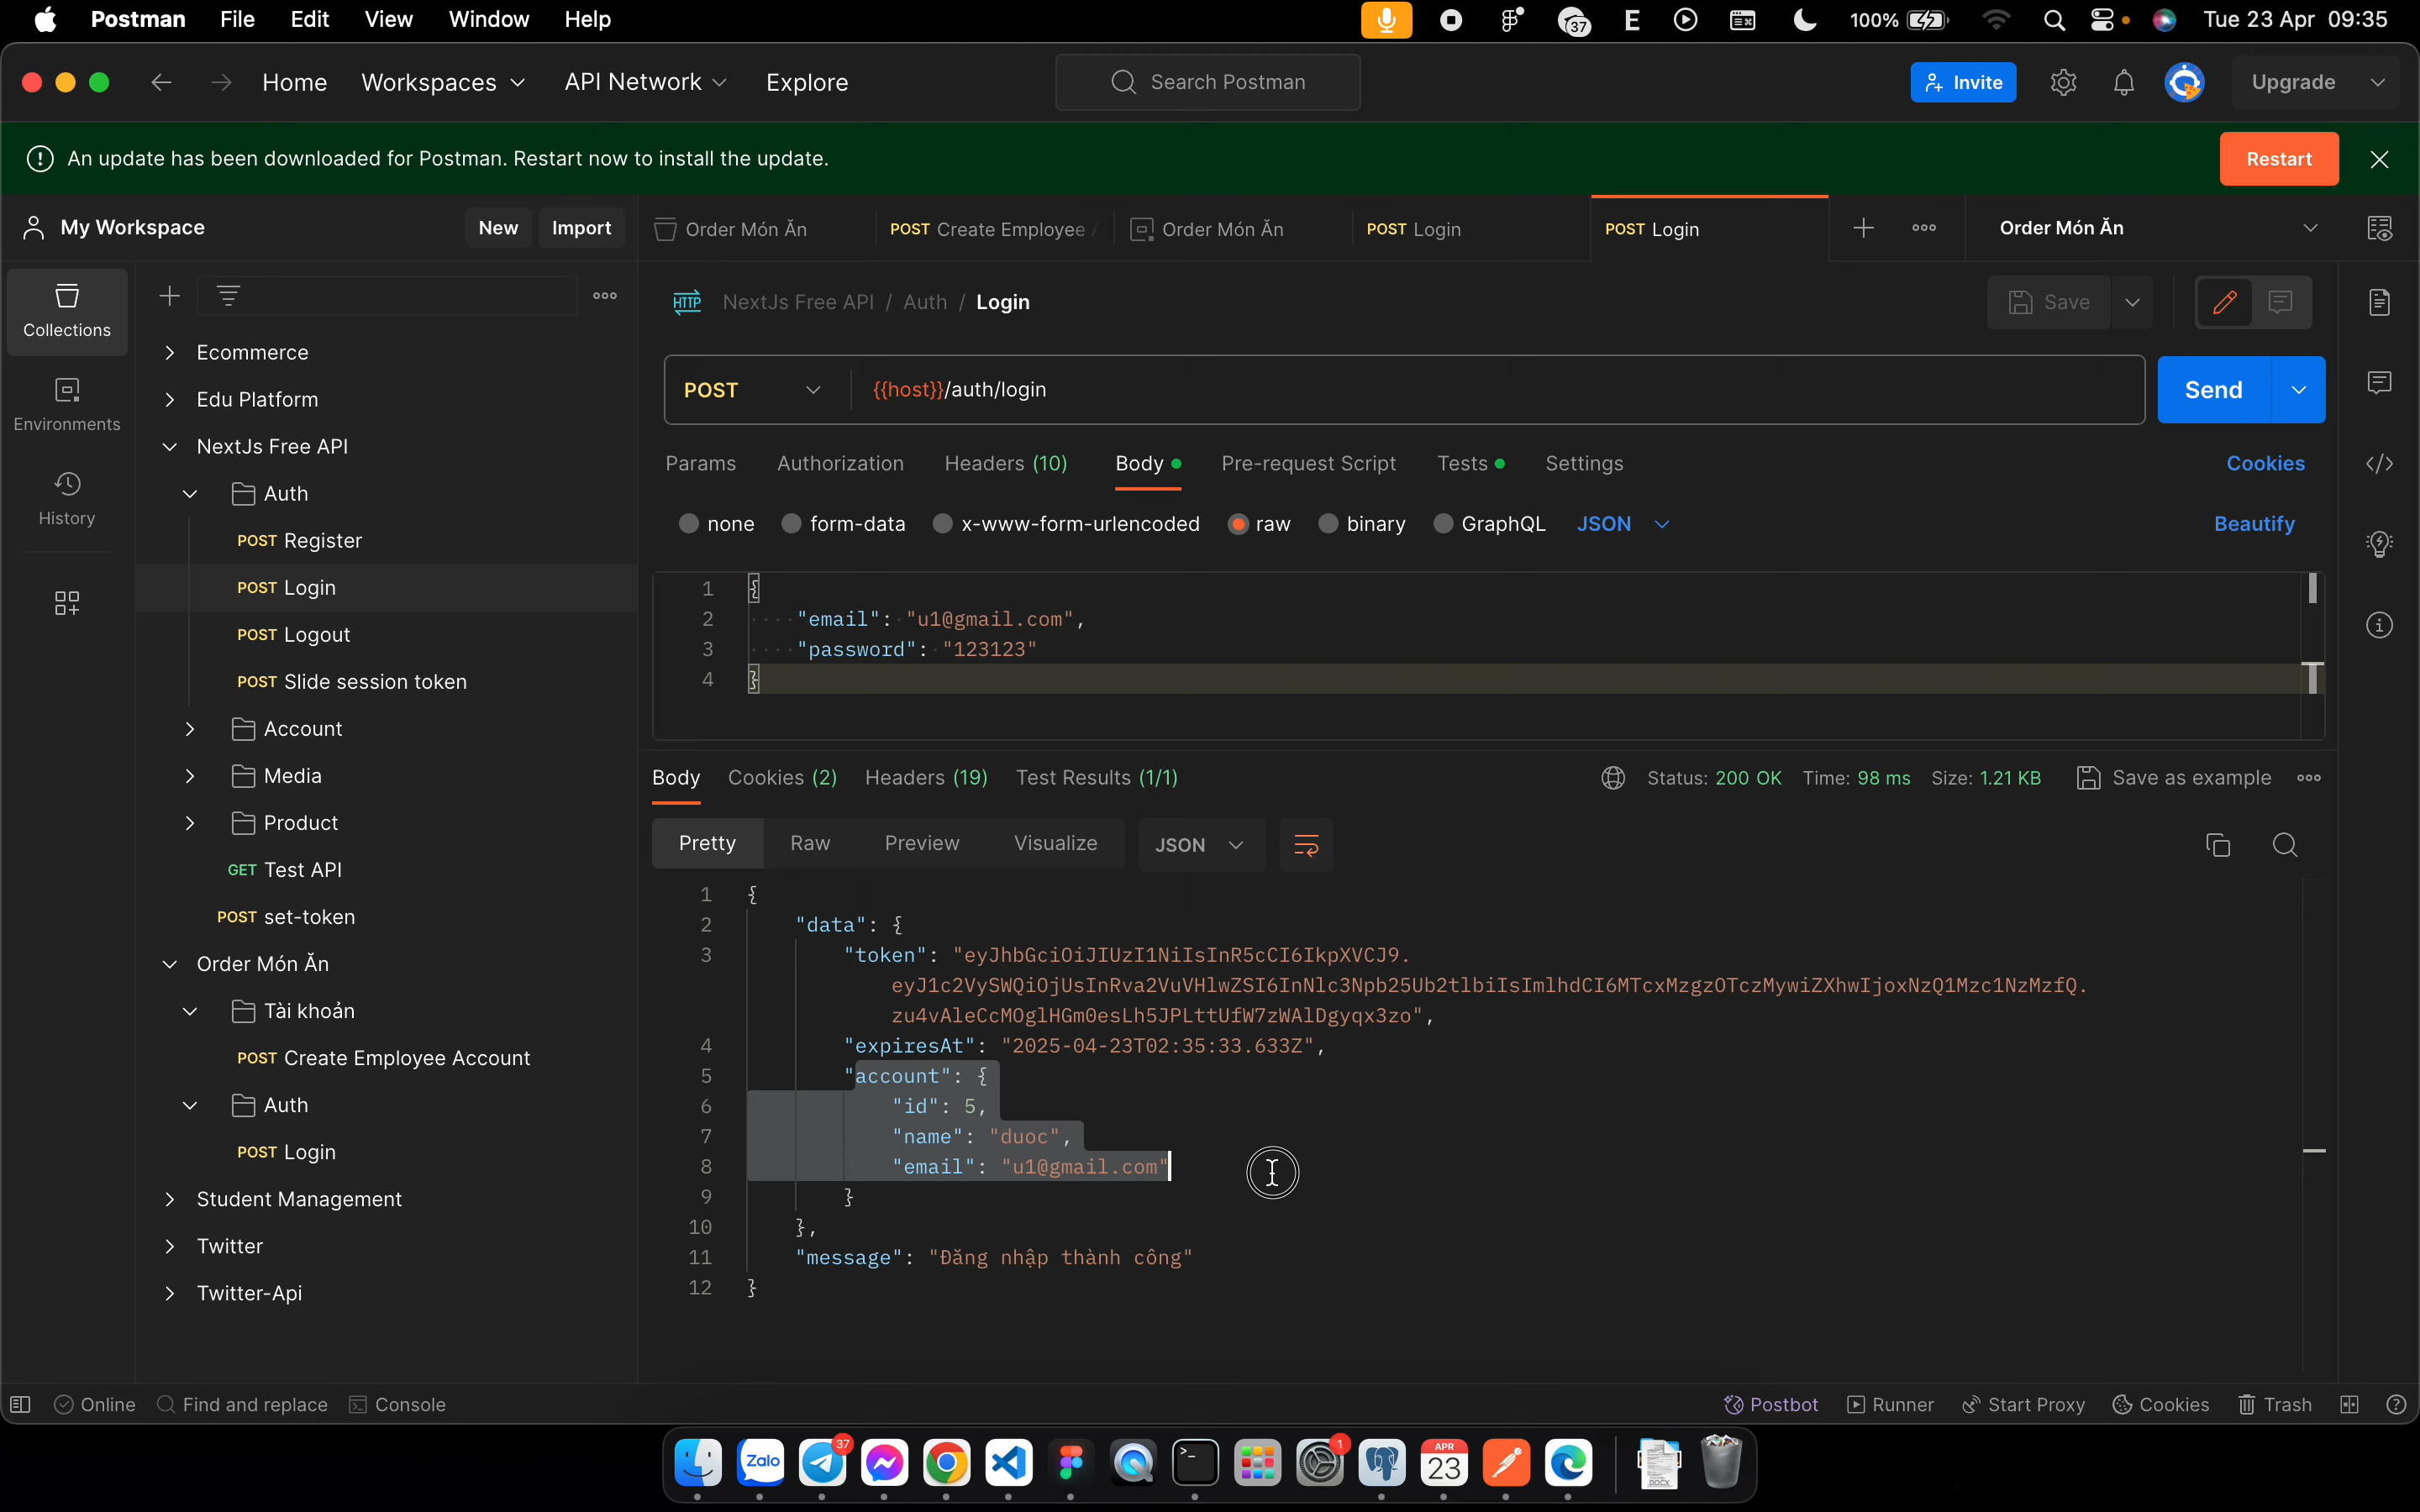 Postman File Edit View Window Help 37 E 100% Tue 23 Apr 09:35
Home Workspaces API Network Explore Search Postman Invite Upgrade
An update has been downloaded for Postman. Restart now to install the update. Restart
My Workspace New Import Order Món Ăn POST Create Employee A POST Login POST Login Order Món Ăn
Order Món Ăn
Collections
Environments
History
Ecommerce
Edu Platform
NextJs Free API
Auth
POST Register
POST Login
POST Logout
POST Slide session token
Account
Media
Product
GET Test API
POST set-token
Order Món Ăn
Tài khoản
POST Create Employee Account
Auth
POST Login
Student Management
Twitter
Twitter-Api
HTTP NextJs Free API / Auth / Login Save
POST {{host}}/auth/login Send
Params Authorization Headers (10) Body Pre-request Script Tests Settings Cookies
none form-data x-www-form-urlencoded raw binary GraphQL JSON Beautify
1 {
2 "email": "u1@gmail.com",
3 "password": "123123"
4 }
Body Cookies (2) Headers (19) Test Results (1/1) Status: 200 OK Time: 98 ms Size: 1.21 KB Save as example
Pretty Raw Preview Visualize JSON
1 {
2 "data": {
3 "token": "eyJhbGciOiJIUzI1NiIsInR5cCI6IkpXVCJ9.
eyJ1c2VySWQiOjUsInRva2VuVHlwZSI6InNlc3Npb25Ub2tlbiIsImlhdCI6MTcxMzgzOTczMywiZXhwIjoxNzQ1Mzc1NzMzfQ.
zu4vAleCcMOglHGm0esLh5JPLttUfW7zWAlDgyqx3zo",
4 "expiresAt": "2025-04-23T02:35:33.633Z",
5 "account": {
6 "id": 5,
7 "name": "duoc",
8 "email": "u1@gmail.com"
9 }
10 },
11 "message": "Đăng nhập thành công"
12 }
Online Find and replace Console Postbot Runner Start Proxy Cookies Trash
Zalo 37 1 APR 23 DOCX